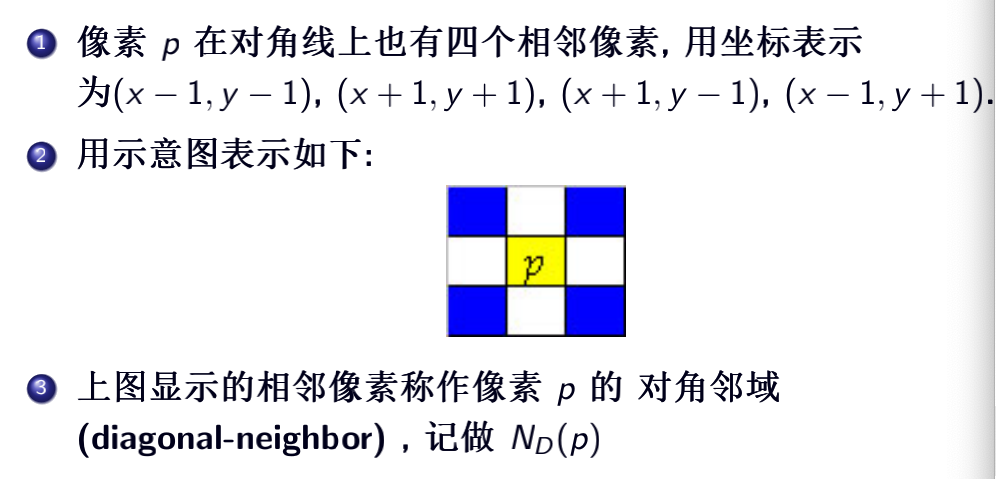 1 像素 p 在对角线上也有四个相邻像素, 用坐标表示
为(x − 1, y − 1), (x + 1, y + 1), (x + 1, y − 1), (x − 1, y + 1).
2 用示意图表示如下:
p
3 上图显示的相邻像素称作像素 p 的 对角邻域
(diagonal-neighbor) , 记做 N_D(p)